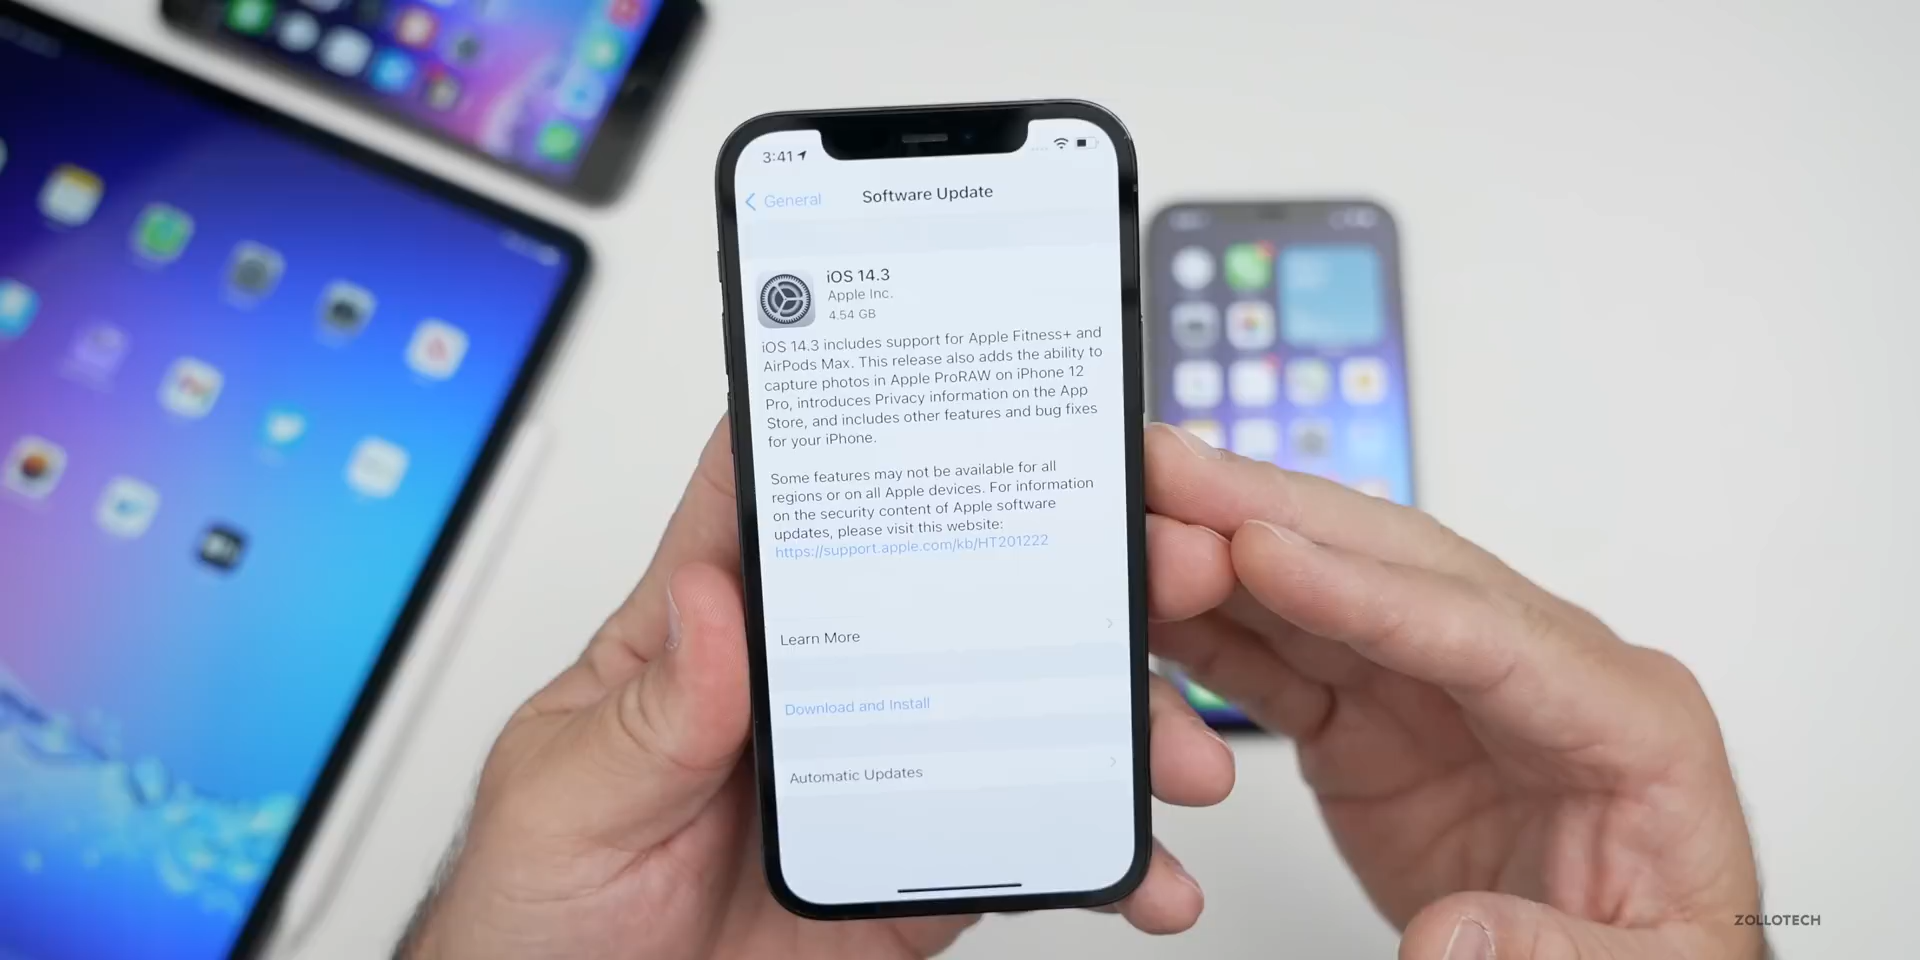 3:41
General
Software Update
iOS 14.3
Apple Inc.
4.54 GB
iOS 14.3 includes support for Apple Fitness+ and
AirPods Max. This release also adds the ability to
capture photos in Apple ProRAW on iPhone 12
Pro, introduces Privacy information on the App
Store, and includes other features and bug fixes
for your iPhone.
Some features may not be available for all
regions or on all Apple devices. For information
on the security content of Apple software
updates, please visit this website:
https://support.apple.com/kb/HT201222
Learn More
Download and Install
Automatic Updates
ZOLLOTECH